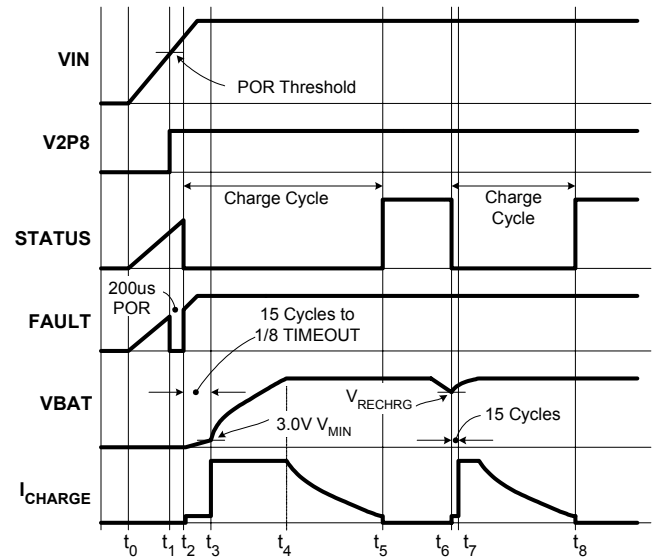 VIN
POR Threshold
V2P8
Charge Cycle
Charge
Cycle
STATUS
200us
POR
FAULT
15 Cycles to
1/8 TIMEOUT
VBAT
VRECHRG
3.0V VMIN
15 Cycles
ICHARGE
t0 t1 t2 t3 t4 t5 t6 t7 t8